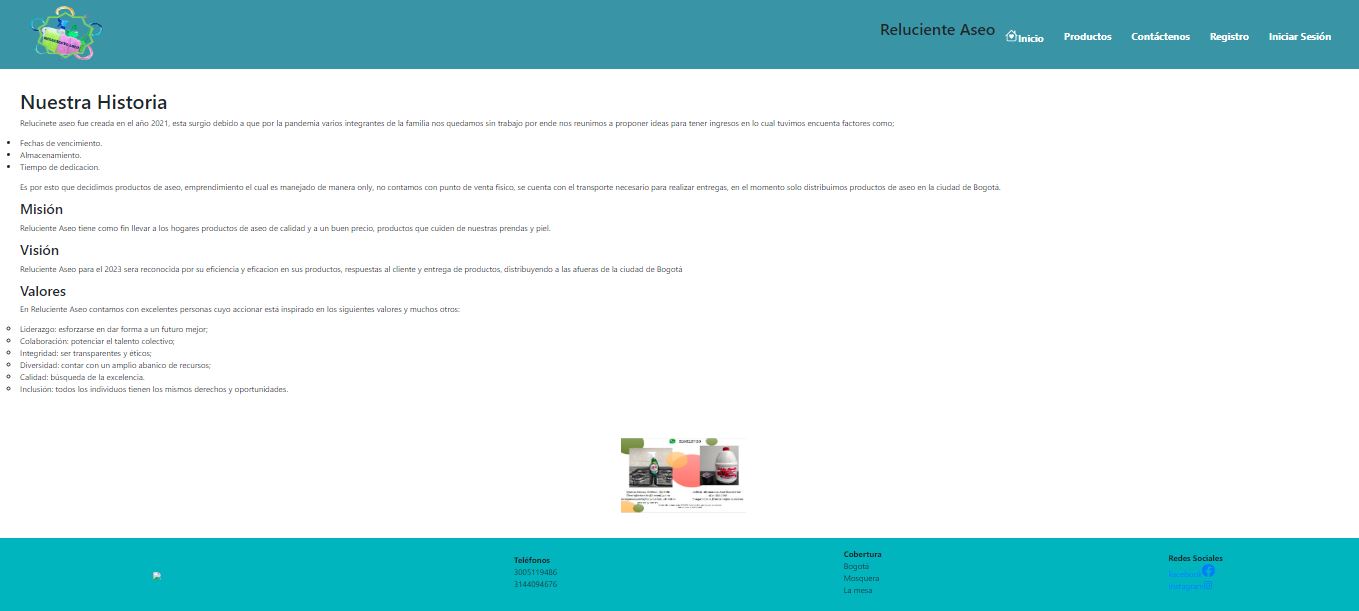 Reluciente Aseo
Inicio
Productos
Contáctenos
Registro
Iniciar Sesión
Nuestra Historia
Relucinete aseo fue creada en el año 2021, esta surgio debido a que por la pandemia varios integrantes de la familia nos quedamos sin trabajo por ende nos reunimos a proponer ideas para tener ingresos en lo cual tuvimos encuenta factores como;
Fechas de vencimiento.
Almacenamiento.
Tiempo de dedicacion.
Es por esto que decidimos productos de aseo, emprendimiento el cual es manejado de manera only, no contamos con punto de venta fisico, se cuenta con el transporte necesario para realizar entregas, en el momento solo distribuimos productos de aseo en la ciudad de Bogotá.
Misión
Reluciente Aseo tiene como fin llevar a los hogares productos de aseo de calidad y a un buen precio, productos que cuiden de nuestras prendas y piel.
Visión
Reluciente Aseo para el 2023 sera reconocida por su eficiencia y eficacion en sus productos, respuestas al cliente y entrega de productos, distribuyendo a las afueras de la ciudad de Bogotá
Valores
En Reluciente Aseo contamos con excelentes personas cuyo accionar está inspirado en los siguientes valores y muchos otros:
Liderazgo: esforzarse en dar forma a un futuro mejor;
Colaboración: potenciar el talento colectivo;
Integridad: ser transparentes y éticos;
Diversidad: contar con un amplio abanico de recursos;
Calidad: búsqueda de la excelencia.
Inclusión: todos los individuos tienen los mismos derechos y oportunidades.
Teléfonos
3005119486
3144094676
Cobertura
Bogotá
Mosquera
La mesa
Redes Sociales
Facebook
Instagram